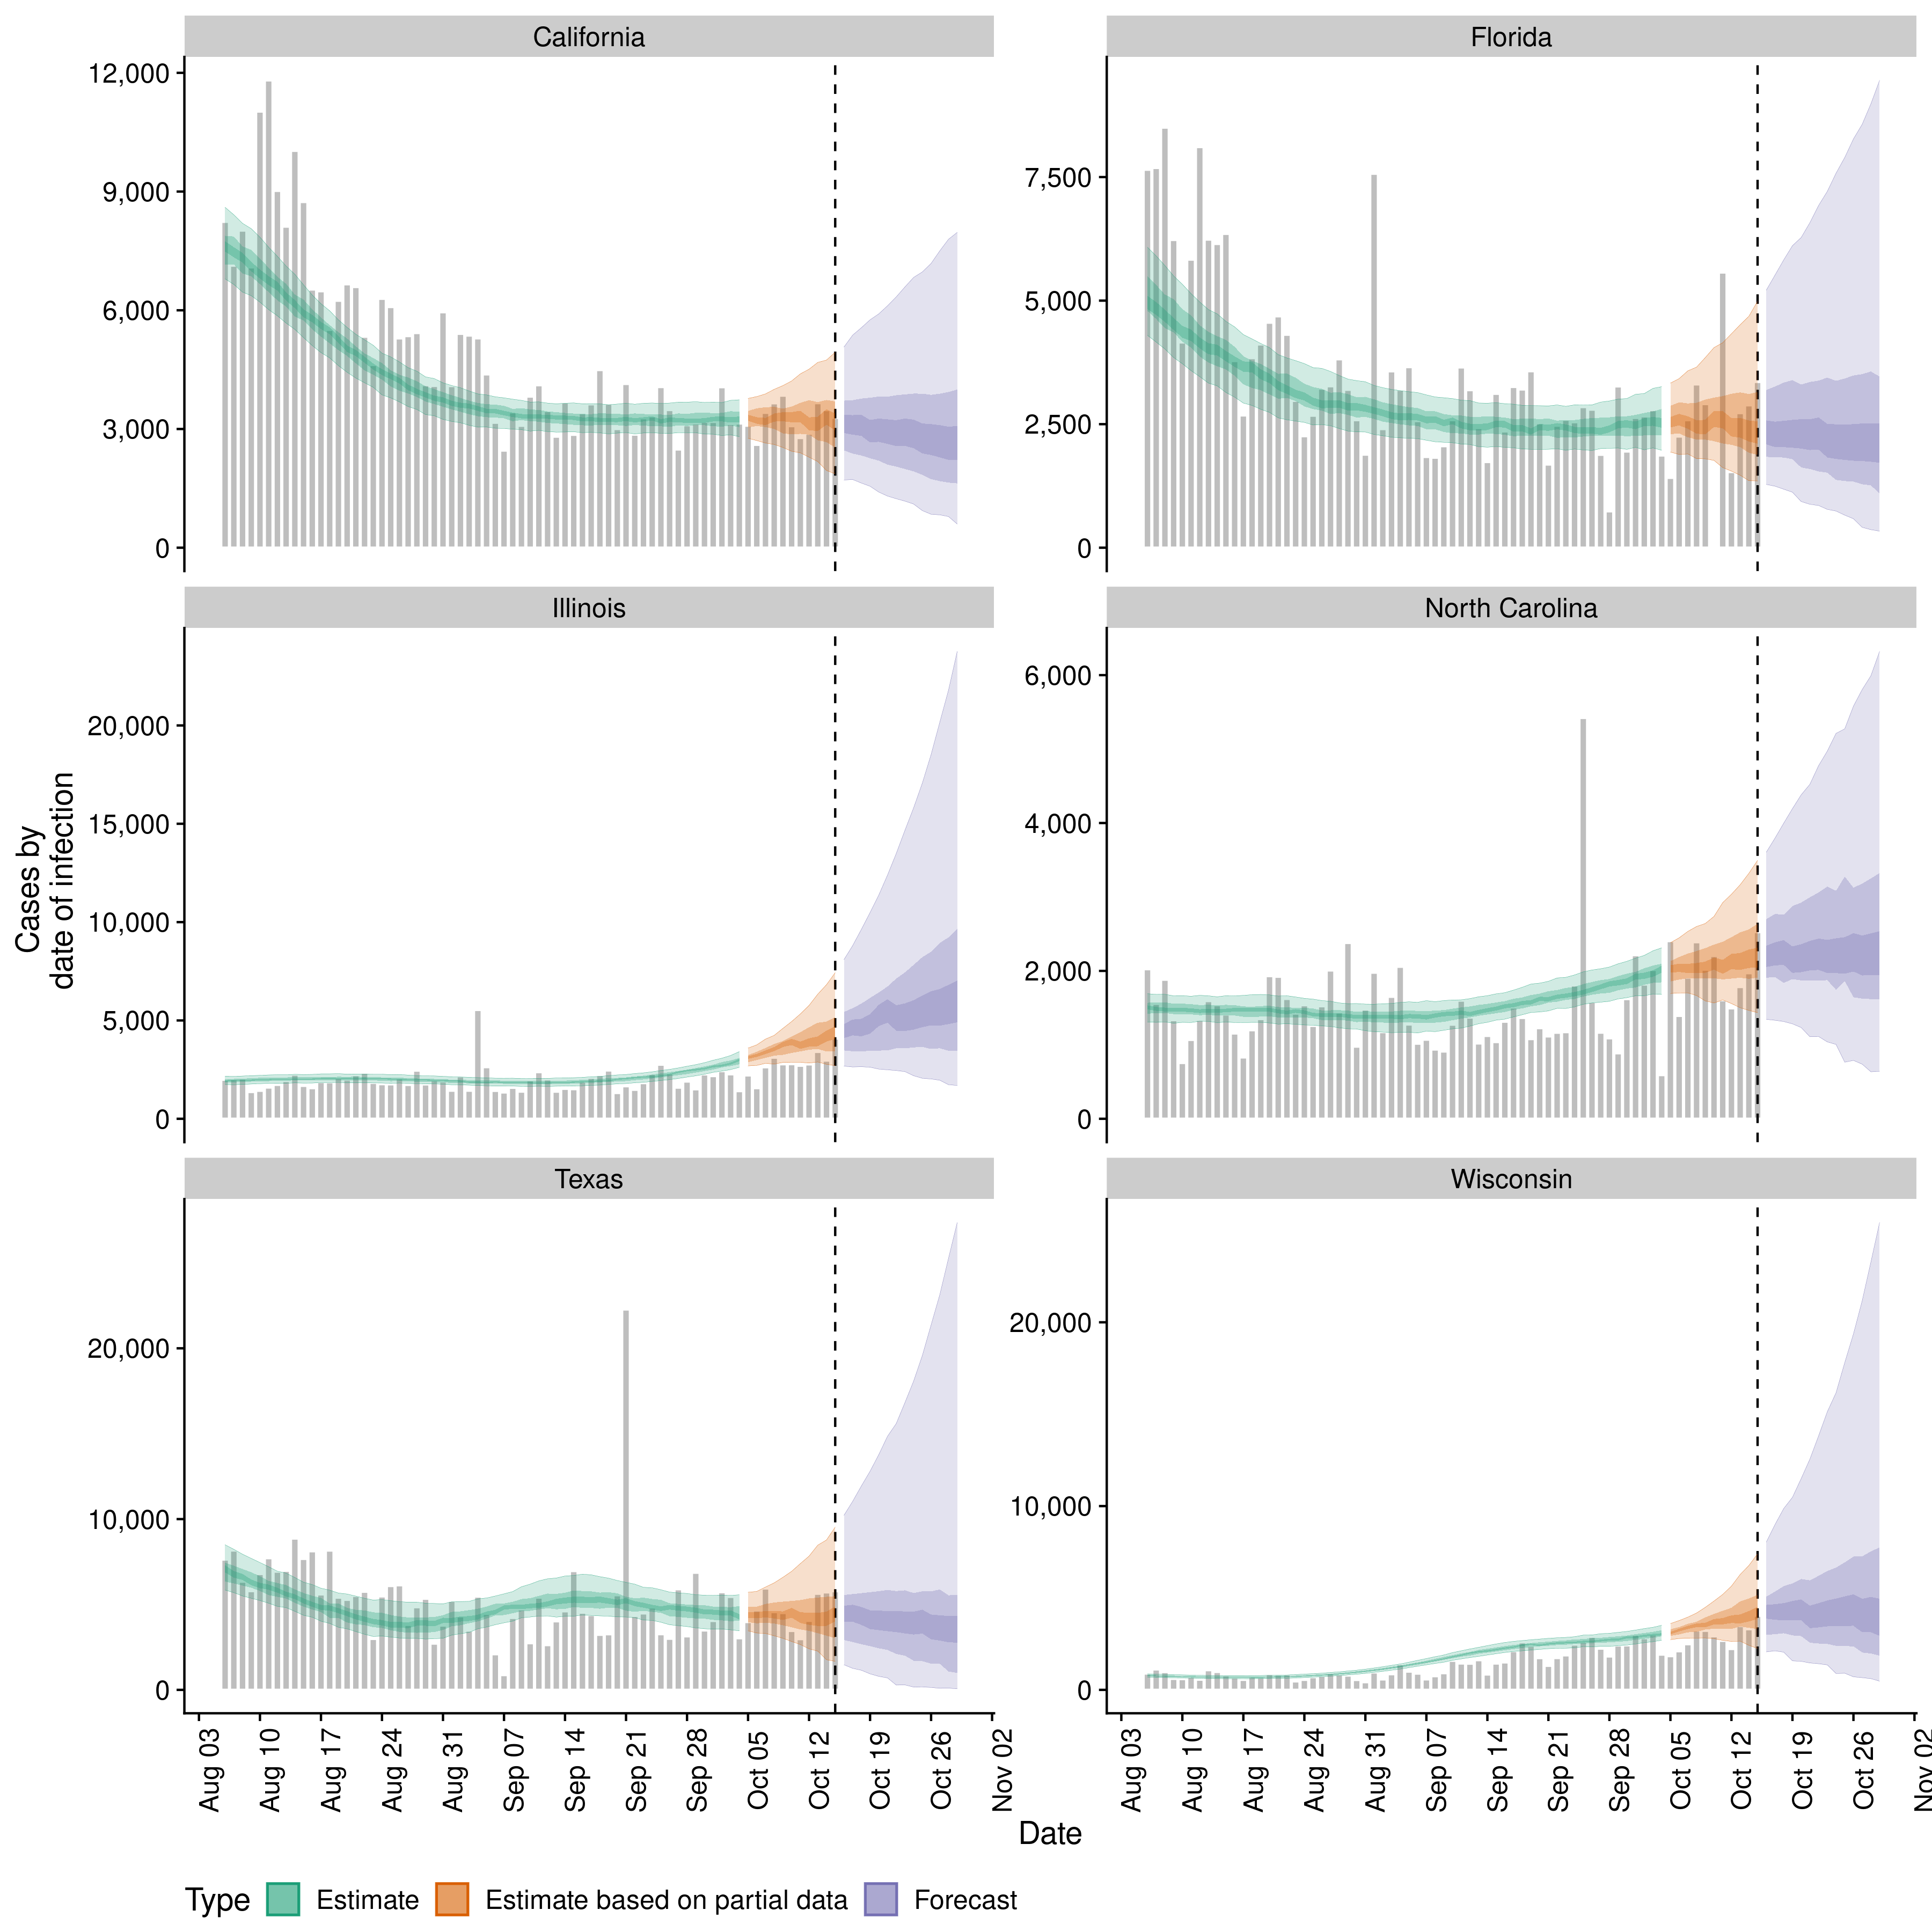 California
Florida
12,000
9,000
6,000
3,000
0
7,500
5,000
2,500
0
Illinois
North Carolina
20,000
15,000
10,000
5,000
0
6,000
4,000
2,000
0
Cases by
date of infection
Texas
Wisconsin
20,000
10,000
0
20,000
10,000
0
Aug 03
Aug 10
Aug 17
Aug 24
Aug 31
Sep 07
Sep 14
Sep 21
Sep 28
Oct 05
Oct 12
Oct 19
Oct 26
Nov 02
Aug 03
Aug 10
Aug 17
Aug 24
Aug 31
Sep 07
Sep 14
Sep 21
Sep 28
Oct 05
Oct 12
Oct 19
Oct 26
Nov 02
Date
Type Estimate Estimate based on partial data Forecast